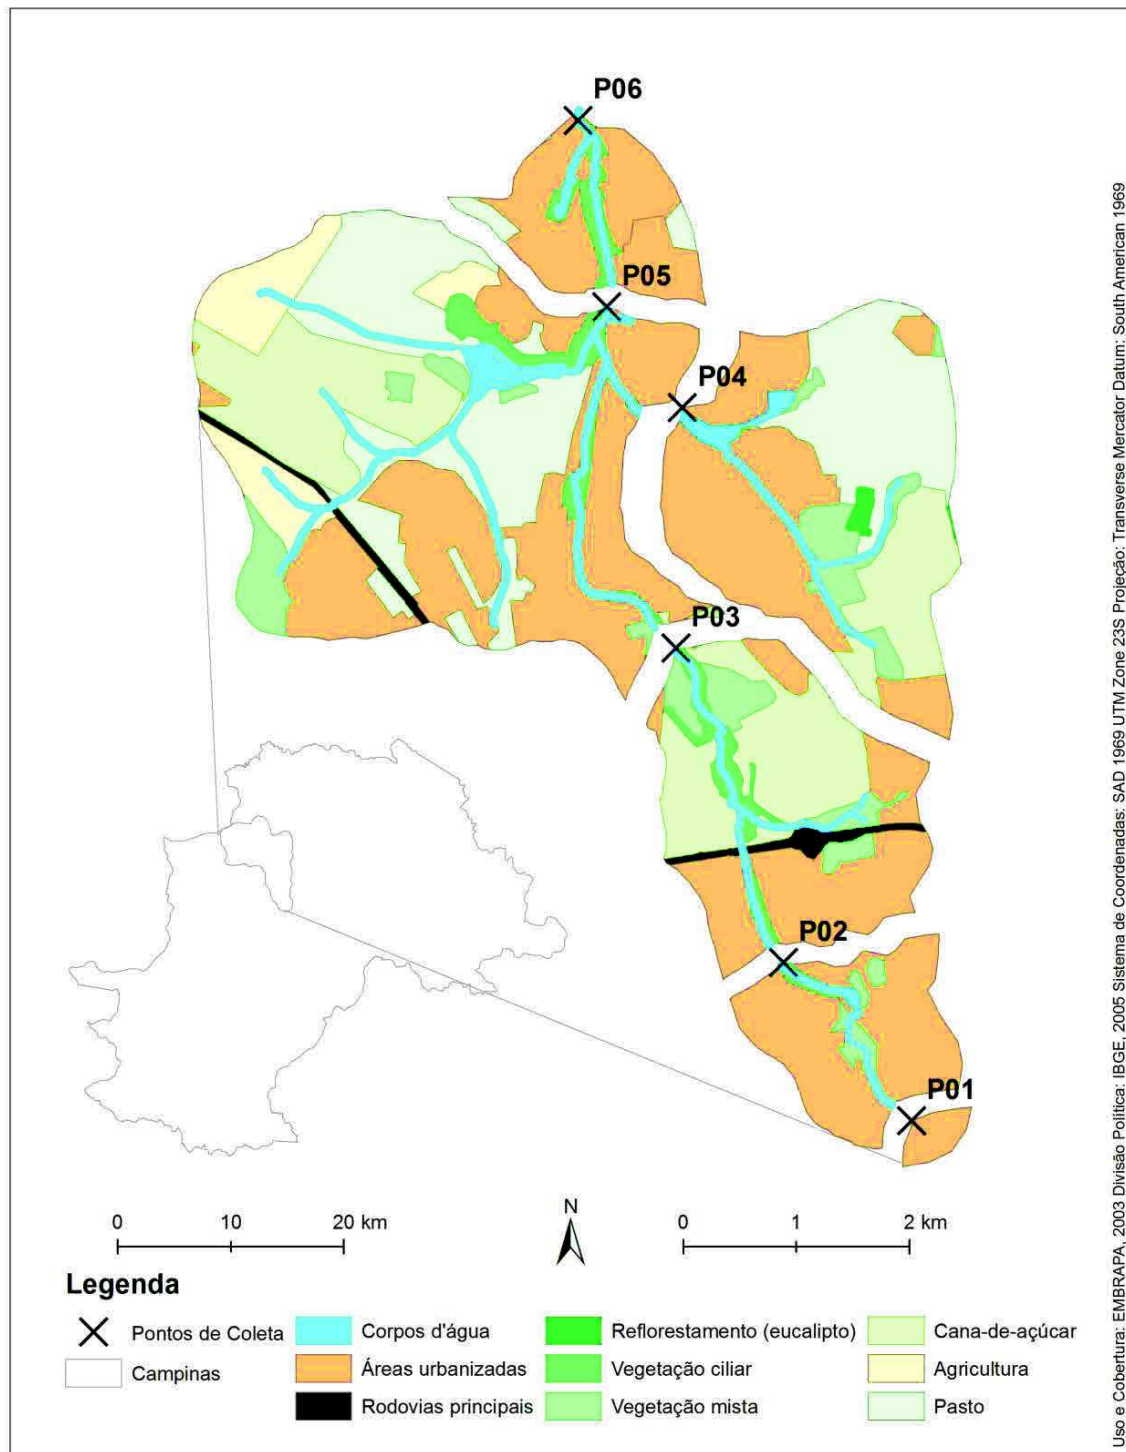 P06
P05
P04
P03
P02
P01
N
0 10 20 km
0 1 2 km
Legenda
Pontos de Coleta
Campinas
Corpos d'água
Áreas urbanizadas
Rodovias principais
Reflorestamento (eucalipto)
Vegetação ciliar
Vegetação mista
Cana-de-açúcar
Agricultura
Pasto
Uso e Cobertura: EMBRAPA, 2003 Divisão Política: IBGE, 2005 Sistema de Coordenadas: SAD 1969 UTM Zone 23S Projeção: Transverse Mercator Datum: South American 1969